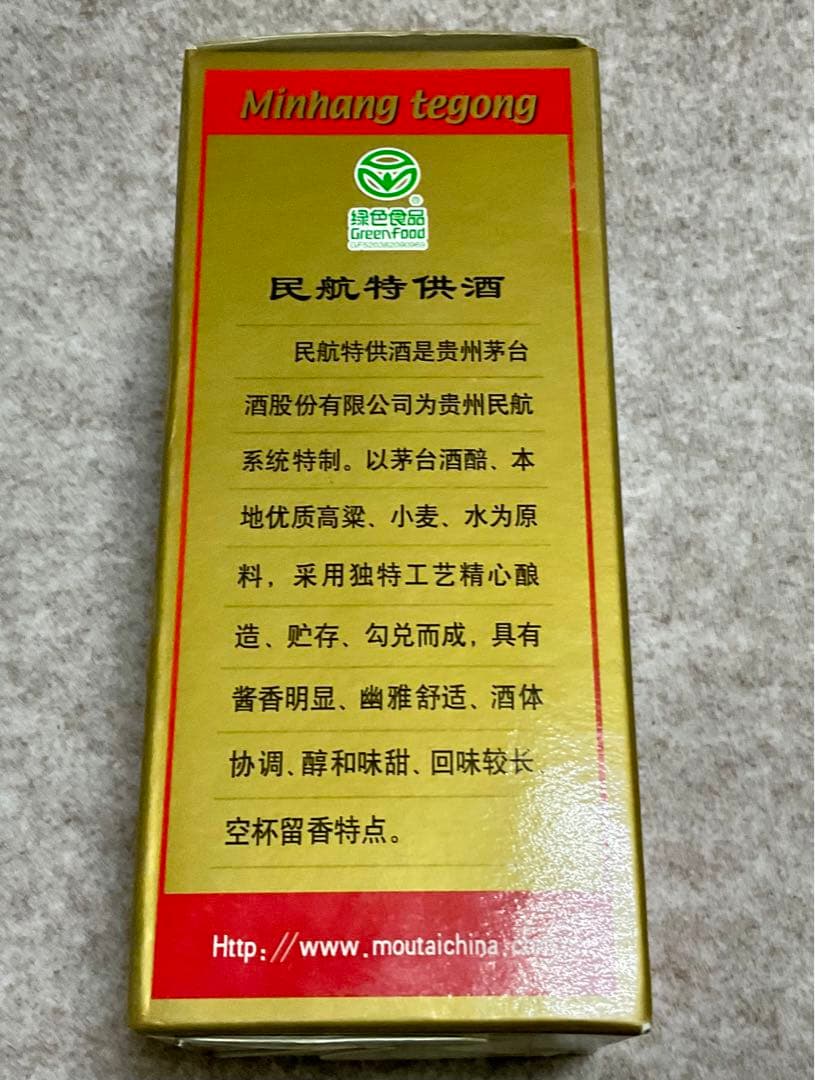 Minhang tegong
®
绿色食品
Green Food
GF520382090969
民航特供酒
民航特供酒是贵州茅台
酒股份有限公司为贵州民航
系统特制。以茅台酒醅、本
地优质高粱、小麦、水为原
料，采用独特工艺精心酿
造、贮存、勾兑而成，具有
酱香明显、幽雅舒适、酒体
协调、醇和味甜、回味较长、
空杯留香特点。
Http://www.moutaichina.com